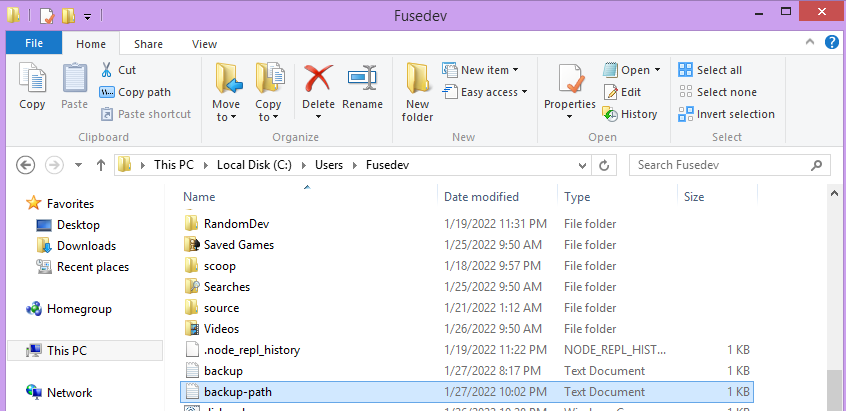 Fusedev
File Home Share View
Copy
Paste
Cut
Copy path
Paste shortcut
Clipboard
Move to
Copy to
Delete
Rename
Organize
New folder
New item
Easy access
New
Properties
Open
Edit
History
Open
Select all
Select none
Invert selection
Select
This PC Local Disk (C:) Users Fusedev
Search Fusedev
Favorites
Desktop
Downloads
Recent places
Homegroup
This PC
Network
Name Date modified Type Size
RandomDev 1/19/2022 11:31 PM File folder
Saved Games 1/25/2022 9:50 AM File folder
scoop 1/18/2022 9:57 PM File folder
Searches 1/25/2022 9:50 AM File folder
source 1/21/2022 1:12 AM File folder
Videos 1/26/2022 9:50 AM File folder
.node_repl_history 1/19/2022 11:22 PM NODE_REPL_HIST... 1 KB
backup 1/27/2022 8:17 PM Text Document 1 KB
backup-path 1/27/2022 10:02 PM Text Document 1 KB